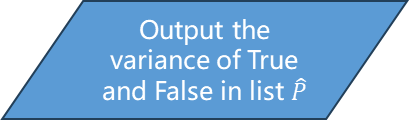 Output the
variance of True
and False in list P̂